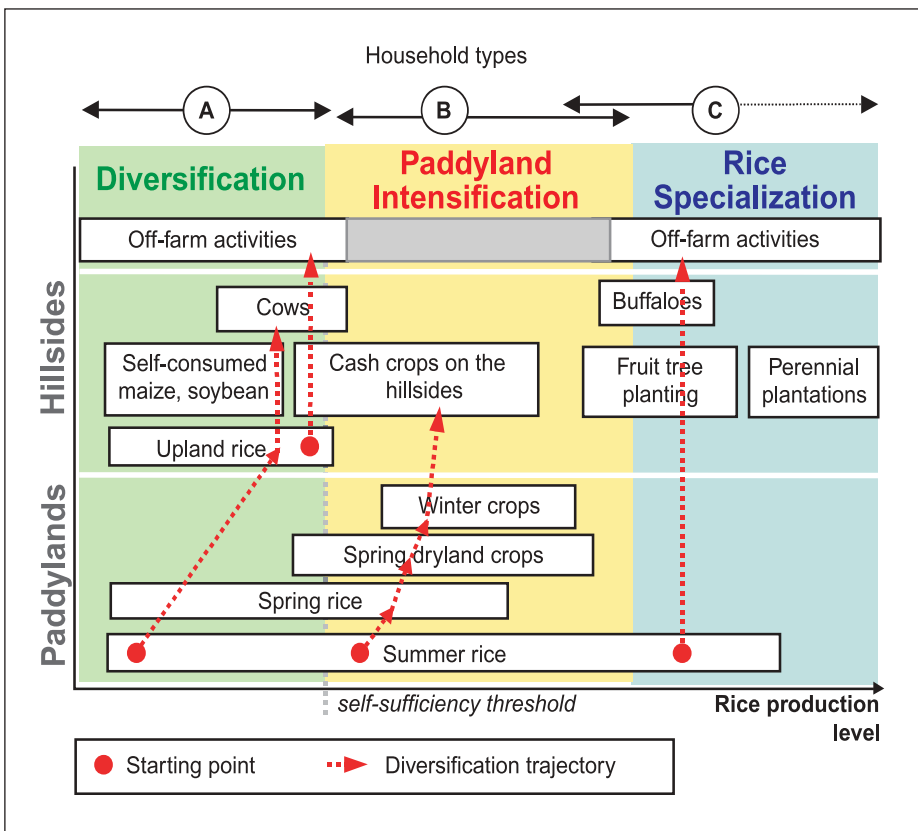 Household types
A
B
C
Diversification
Paddyland
Intensification
Rice
Specialization
Off-farm activities
Off-farm activities
Hillsides
Cows
Buffaloes
Self-consumed
maize, soybean
Cash crops on the
hillsides
Fruit tree
planting
Perennial
plantations
Upland rice
Paddylands
Winter crops
Spring dryland crops
Spring rice
Summer rice
self-sufficiency threshold
Rice production
level
Starting point
Diversification trajectory